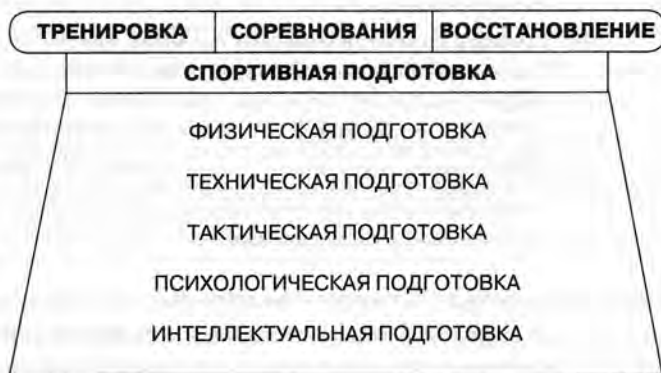 ТРЕНИРОВКА СОРЕВНОВАНИЯ ВОССТАНОВЛЕНИЕ
СПОРТИВНАЯ ПОДГОТОВКА
ФИЗИЧЕСКАЯ ПОДГОТОВКА
ТЕХНИЧЕСКАЯ ПОДГОТОВКА
ТАКТИЧЕСКАЯ ПОДГОТОВКА
ПСИХОЛОГИЧЕСКАЯ ПОДГОТОВКА
ИНТЕЛЛЕКТУАЛЬНАЯ ПОДГОТОВКА